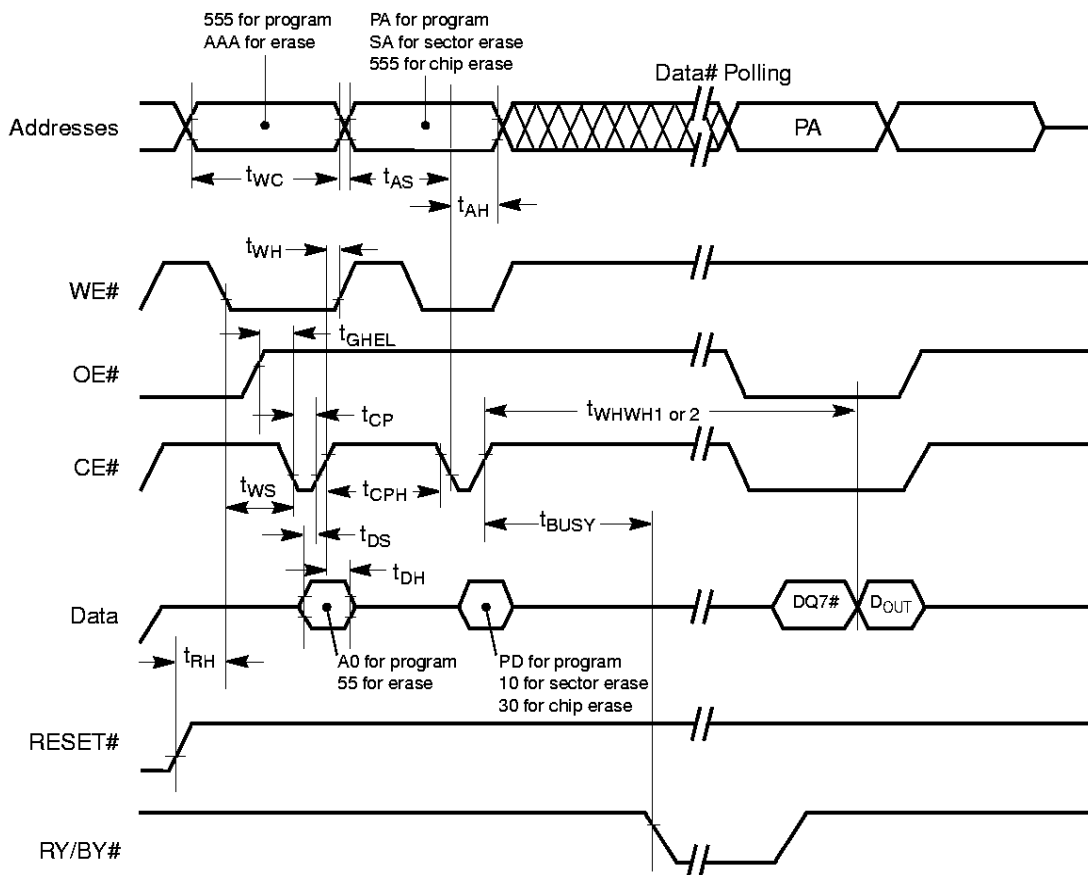 555 for program
AAA for erase
PA for program
SA for sector erase
555 for chip erase
Data# Polling
Addresses
PA
tWC
tAS
tAH
tWH
WE#
tGHEL
OE#
tCP
tWHWH1 or 2
CE#
tWS
tCPH
tDS
tBUSY
tDH
Data
DQ7#
DOUT
tRH
A0 for program
55 for erase
PD for program
10 for sector erase
30 for chip erase
RESET#
RY/BY#